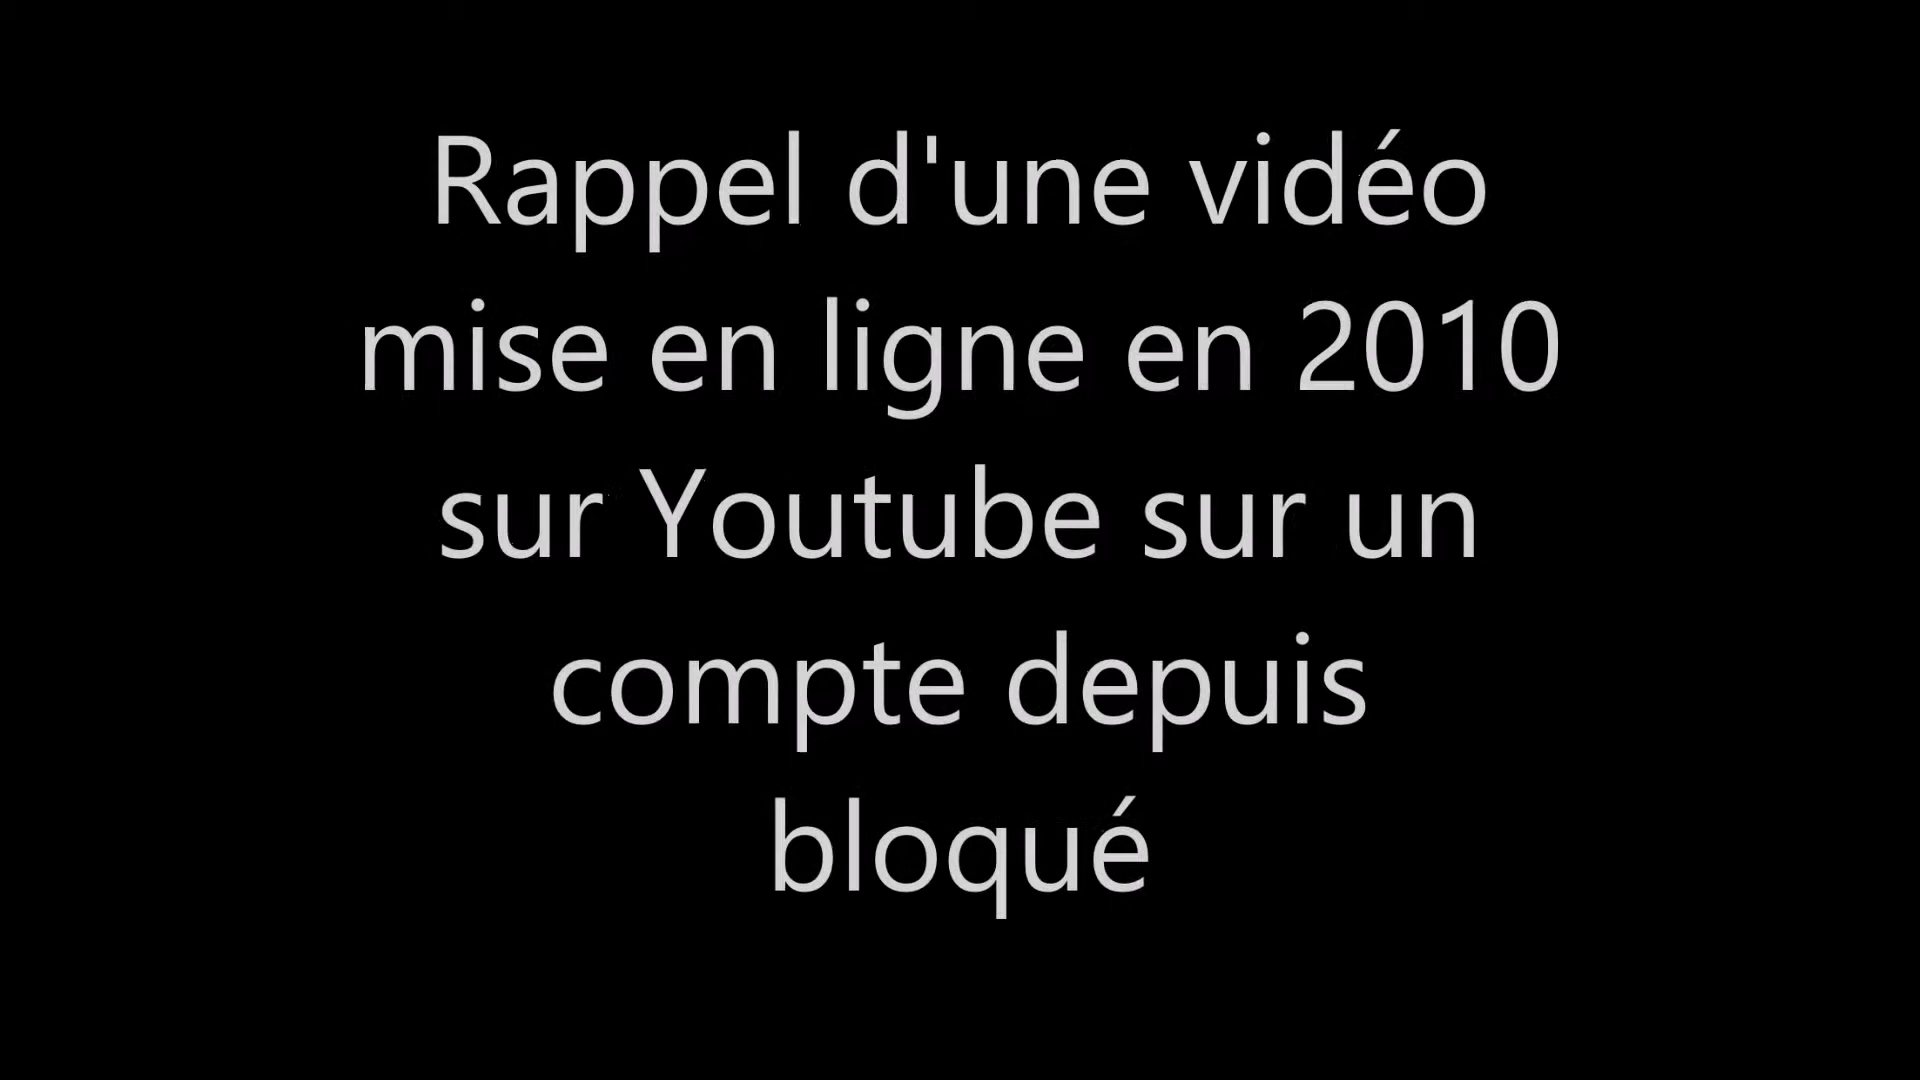 Rappel d'une vidéo
mise en ligne en 2010
sur Youtube sur un
compte depuis
bloqué